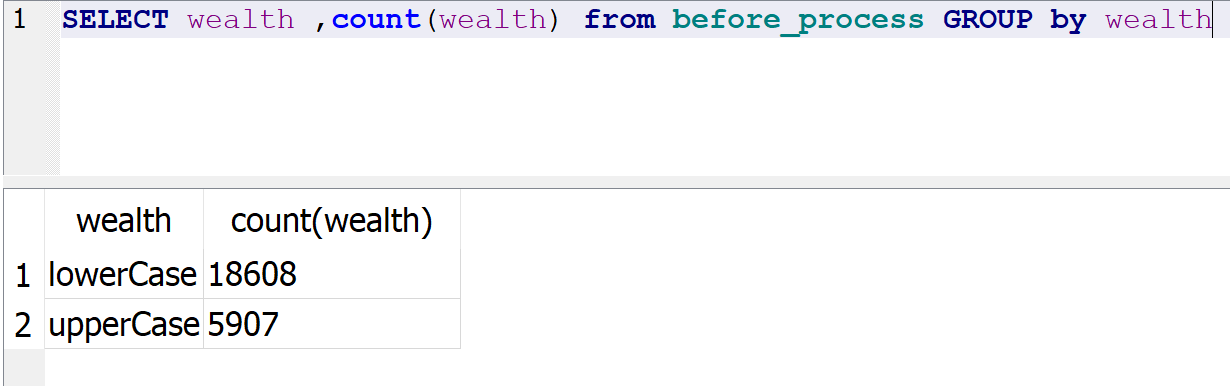 1 SELECT wealth ,count(wealth) from before_process GROUP by wealth
wealth count(wealth)
1 lowerCase 18608
2 upperCase 5907